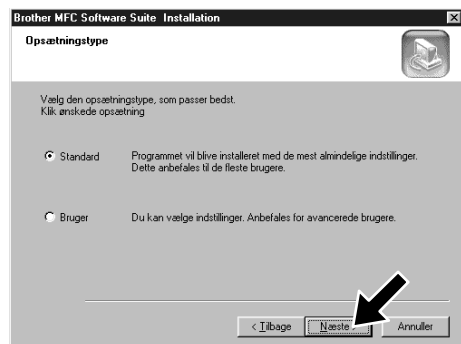 Brother MFC Software Suite Installation
Opsætningstype
Vælg den opsætningstype, som passer bedst.
Klik ønskede opsætning
Standard
Programmet vil blive installeret med de mest almindelige indstillinger.
Dette anbefales til de fleste brugere.
Bruger
Du kan vælge indstillinger. Anbefales for avancerede brugere.
< Tilbage
Næste >
Annuller